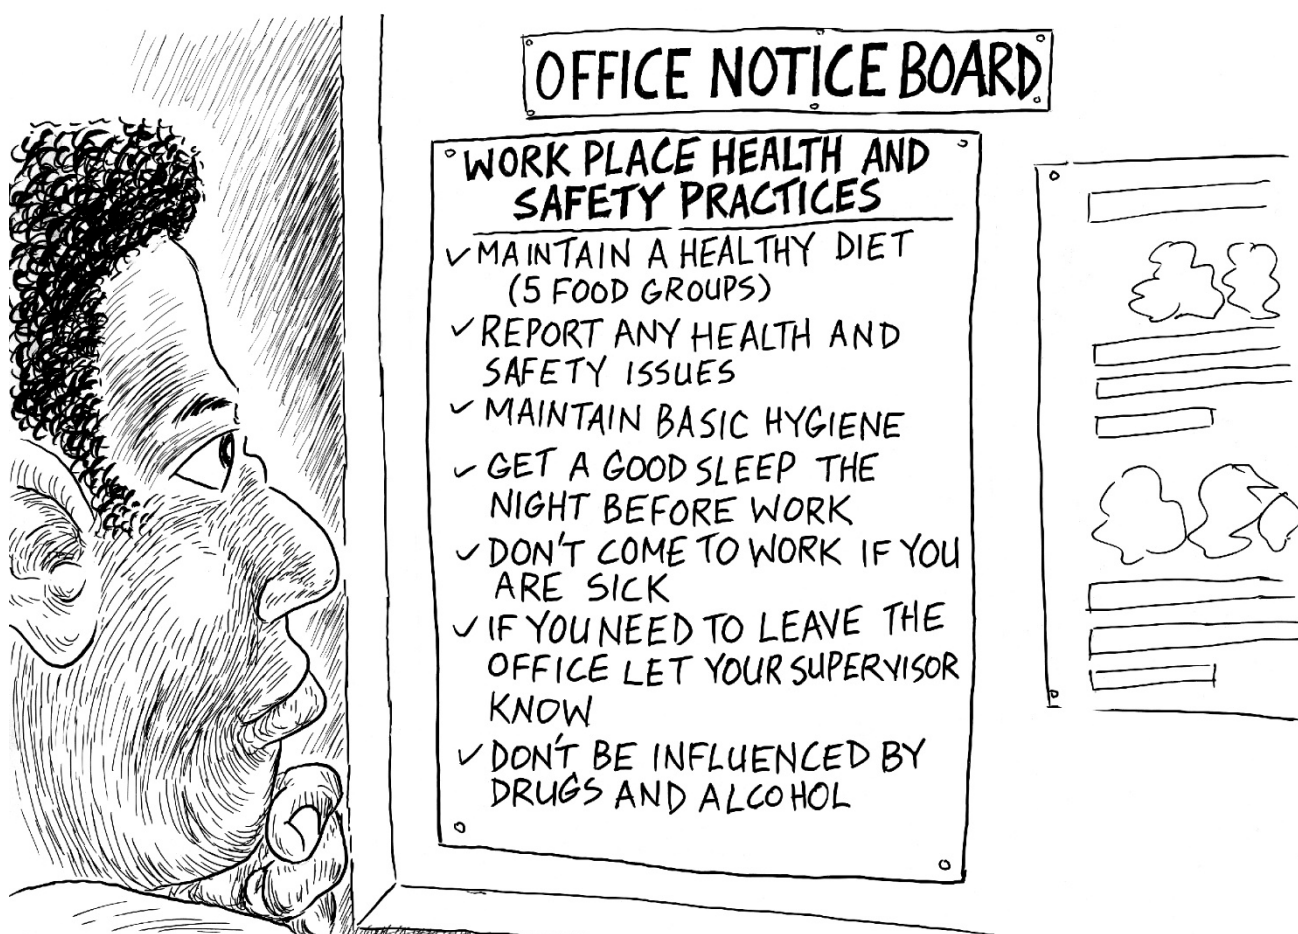 OFFICE NOTICE BOARD
WORK PLACE HEALTH AND
SAFETY PRACTICES
✓ MAINTAIN A HEALTHY DIET
(5 FOOD GROUPS)
✓ REPORT ANY HEALTH AND
SAFETY ISSUES
✓ MAINTAIN BASIC HYGIENE
✓ GET A GOOD SLEEP THE
NIGHT BEFORE WORK
✓ DON'T COME TO WORK IF YOU
ARE SICK
✓ IF YOU NEED TO LEAVE THE
OFFICE LET YOUR SUPERVISOR
KNOW
✓ DON'T BE INFLUENCED BY
DRUGS AND ALCOHOL